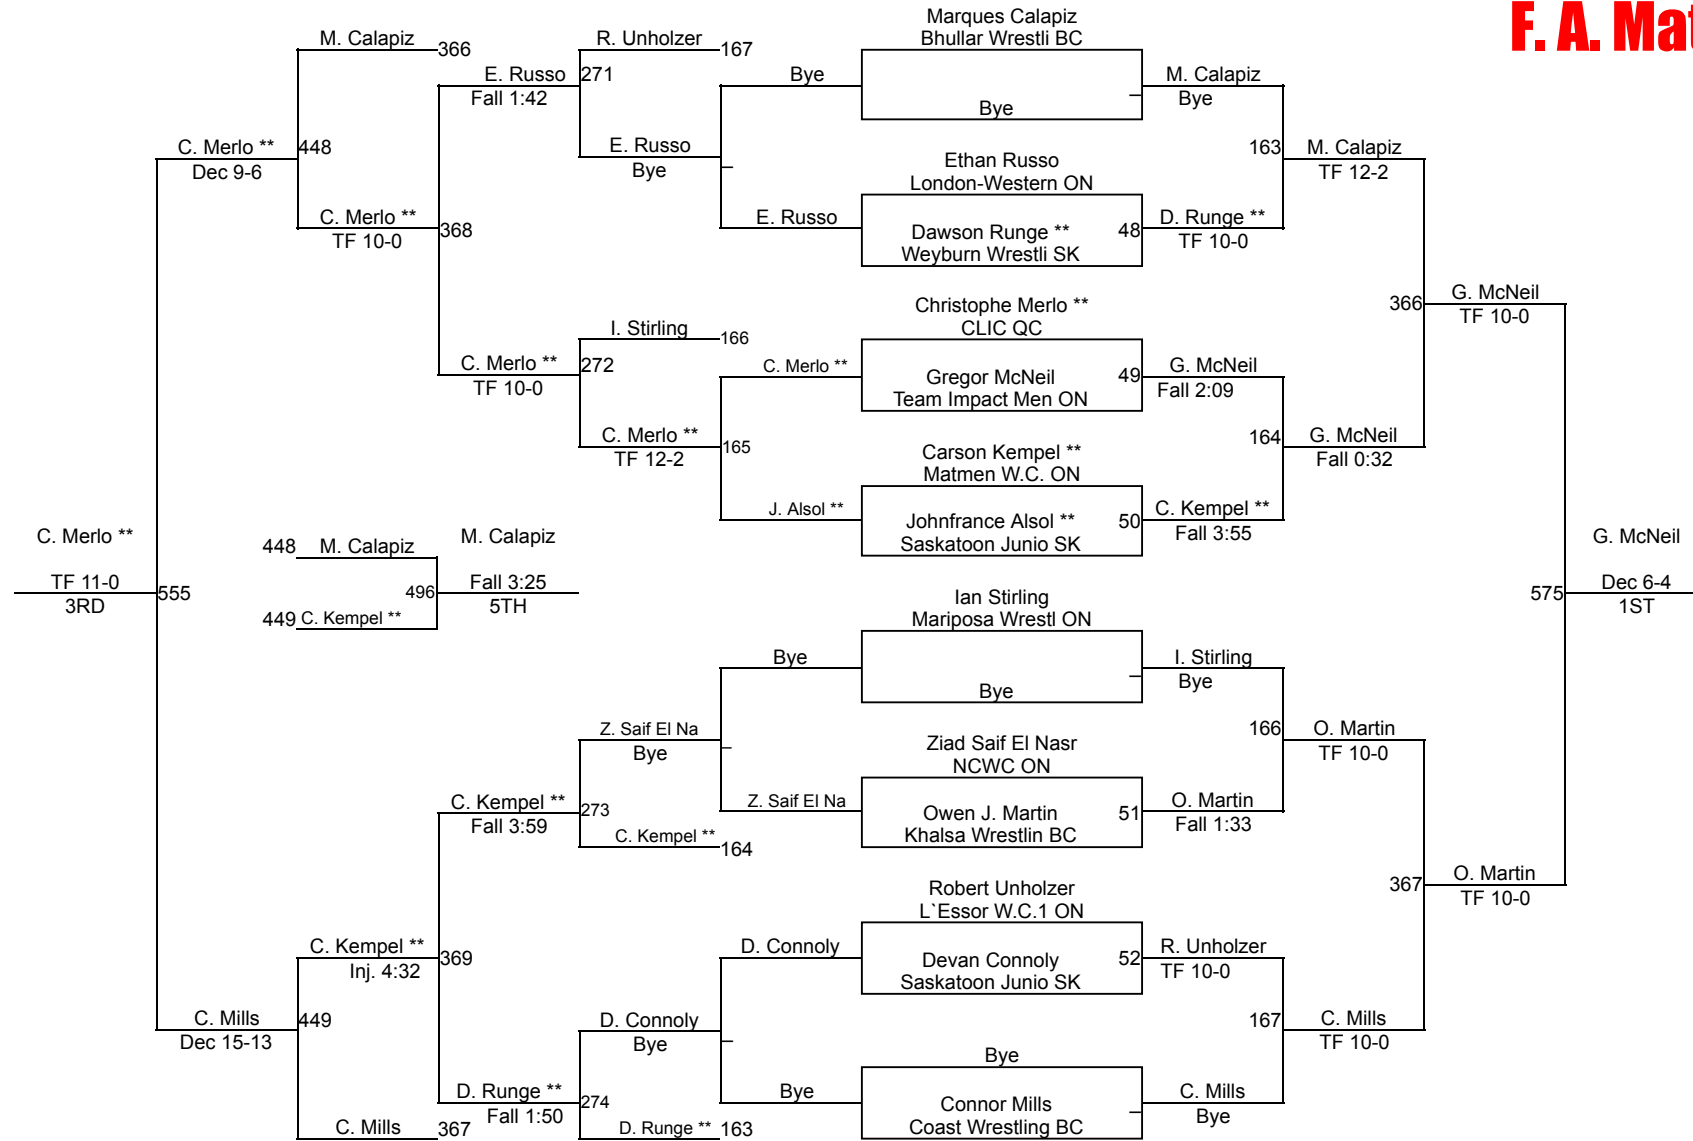 F. A. Mat
Marques Calapiz
Bhullar Wrestli BC
M. Calapiz
366
R. Unholzer
167
E. Russo
271
Fall 1:42
Bye
M. Calapiz
Bye
Bye
C. Merlo **
448
Dec 9-6
E. Russo
Bye
Ethan Russo
London-Western ON
163
M. Calapiz
TF 12-2
C. Merlo **
TF 10-0
368
E. Russo
Dawson Runge **
Weyburn Wrestli SK
48
D. Runge **
TF 10-0
Christophe Merlo **
CLIC QC
366
G. McNeil
TF 10-0
I. Stirling
166
C. Merlo **
272
TF 10-0
C. Merlo **
Gregor McNeil
Team Impact Men ON
49
G. McNeil
Fall 2:09
C. Merlo **
165
TF 12-2
Carson Kempel **
Matmen W.C. ON
164
G. McNeil
Fall 0:32
J. Alsol **
Johnfrance Alsol **
Saskatoon Junio SK
50
C. Kempel **
Fall 3:55
C. Merlo **
TF 11-0
3RD
555
448
M. Calapiz
449
C. Kempel **
496
M. Calapiz
Fall 3:25
5TH
575
G. McNeil
Dec 6-4
1ST
Ian Stirling
Mariposa Wrestl ON
Bye
Bye
I. Stirling
Bye
Z. Saif El Na
Bye
Ziad Saif El Nasr
NCWC ON
166
O. Martin
TF 10-0
C. Kempel **
273
Fall 3:59
Z. Saif El Na
Owen J. Martin
Khalsa Wrestlin BC
51
O. Martin
Fall 1:33
C. Kempel **
164
Robert Unholzer
L`Essor W.C.1 ON
367
O. Martin
TF 10-0
C. Kempel **
369
Inj. 4:32
D. Connoly
Devan Connoly
Saskatoon Junio SK
52
R. Unholzer
TF 10-0
C. Mills
449
Dec 15-13
D. Connoly
Bye
167
C. Mills
TF 10-0
Bye
D. Runge **
274
Fall 1:50
Bye
Connor Mills
Coast Wrestling BC
C. Mills
Bye
C. Mills
367
D. Runge **
163